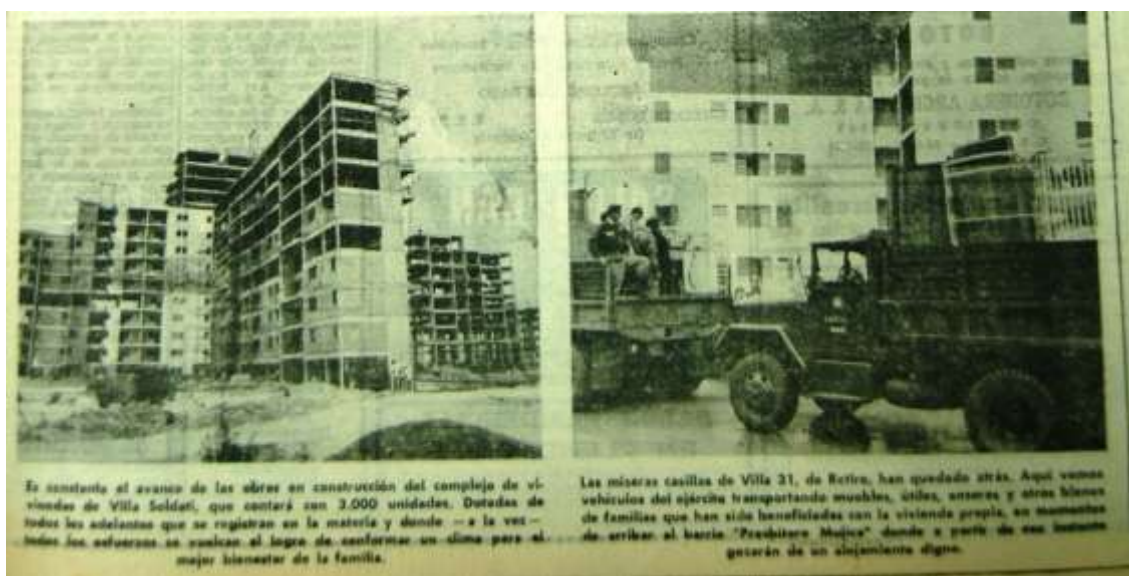 Es constante el avance de las obras en construcción del complejo de vi-
viendas de Villa Soldati, que contará con 3.000 unidades. Dotadas de
todos los adelantos que se registran en la materia y donde —a la vez—
todos los esfuerzos se vuelcan al logro de conformar un clima para el
mejor bienestar de la familia.
Las míseras casillas de Villa 31, de Retiro, han quedado atrás. Aquí vemos
vehículos del ejército transportando muebles, útiles, enseres y otros bienes
de familias que han sido beneficiadas con la vivienda propia, en momentos
de arribar al barrio "Presbítero Mujica" donde a partir de ese instante
gozarán de un alojamiento digno.